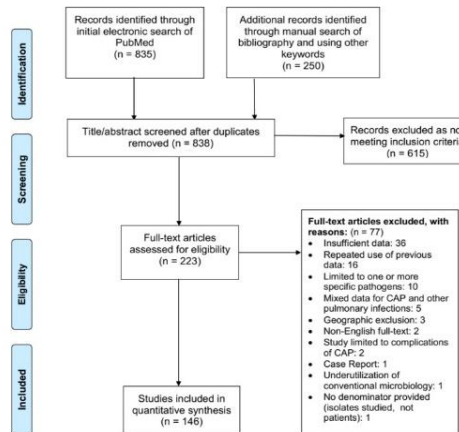 Records identified through
initial electronic search of
PubMed
(n = 835)
Additional records identified
through manual search of
bibliography and using other
keywords
(n = 250)
Identification
Title/abstract screened after duplicates
removed (n = 838)
Records excluded as
meeting inclusion
(n = 615)
Screening
Full-text articles
assessed for eligibility
(n = 223)
Full-text articles excluded, with
reasons: (n = 77)
• Insufficient data: 36
• Repeated use of previous
data: 16
• Limited to one or more
specific pathogens: 10
• Mixed data for CAP and other
pulmonary infections: 5
• Geographic exclusion: 3
• Non-English full-text: 2
• Study limited to complications
of CAP: 2
• Case Report: 1
• Underutilization of
conventional microbiology: 1
• No denominator provided
(isolates studied, not
patients): 1
Eligibility
Studies included in
quantitative synthesis
(n = 146)
Included